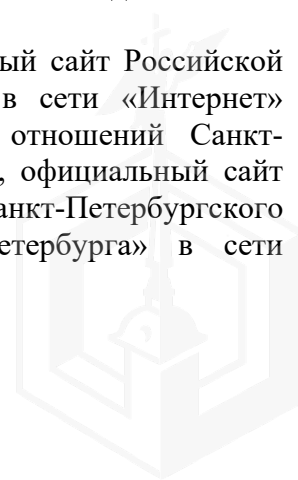 ый сайт Российской
в сети «Интернет»
отношений Санкт-
, официальный сайт
анкт-Петербургского
етербурга» в сети